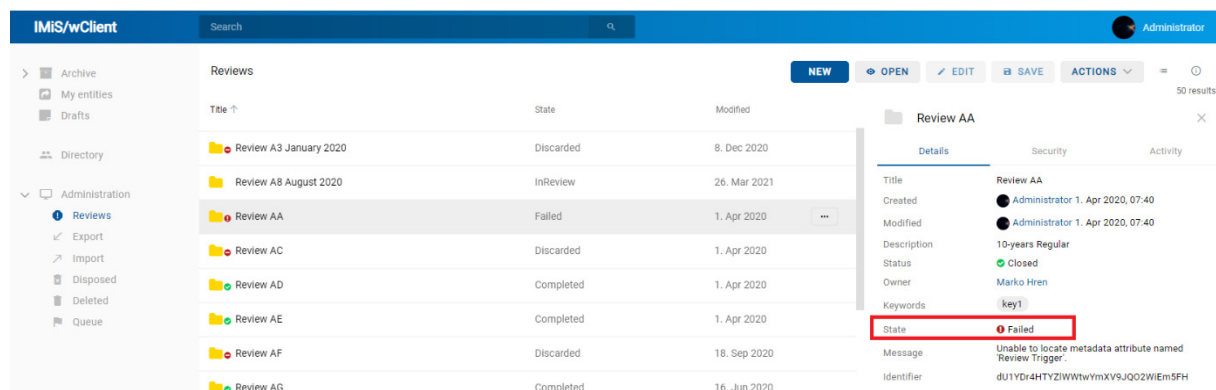 IMiS/wClient
Search
Administrator
Archive
My entities
Drafts
Directory
Administration
Reviews
Export
Import
Disposed
Deleted
Queue
Reviews
NEW
OPEN
EDIT
SAVE
ACTIONS
50 results
Title State Modified
Review A3 January 2020 Discarded 8. Dec 2020
Review A8 August 2020 InReview 26. Mar 2021
Review AA Failed 1. Apr 2020
Review AC Discarded 1. Apr 2020
Review AD Completed 1. Apr 2020
Review AE Completed 1. Apr 2020
Review AF Discarded 18. Sep 2020
Review AG Completed 16. Jun 2020
Review AA
Details Security Activity
Title Review AA
Created Administrator 1. Apr 2020, 07:40
Modified Administrator 1. Apr 2020, 07:40
Description 10-years Regular
Status Closed
Owner Marko Hren
Keywords key1
State Failed
Message Unable to locate metadata attribute named
'Review Trigger'.
Identifier dU1YDr4HTYZlWWtwYmXV9JQO2WiEm5FH